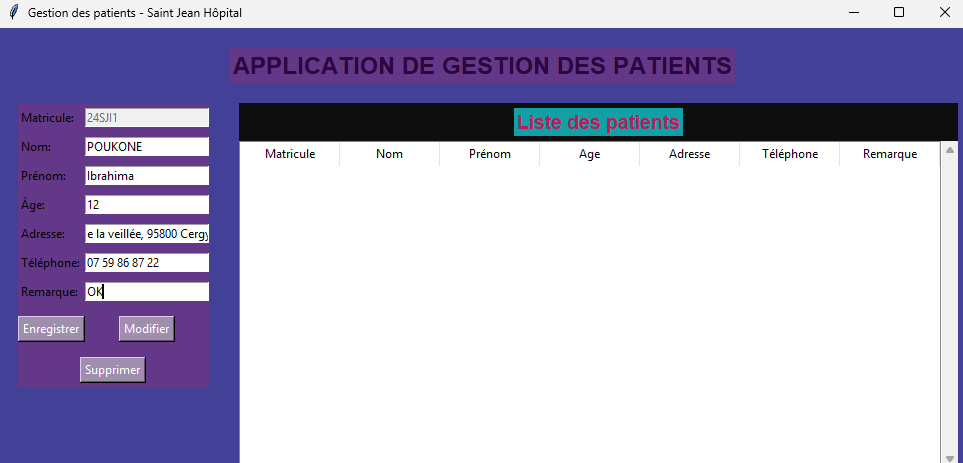 Gestion des patients - Saint Jean Hôpital
APPLICATION DE GESTION DES PATIENTS
Matricule: 24SJI1
Nom: POUKONE
Prénom: Ibrahima
Âge: 12
Adresse: e la veillée, 95800 Cergy
Téléphone: 07 59 86 87 22
Remarque: OK
Enregistrer Modifier
Supprimer
Liste des patients
Matricule Nom Prénom Age Adresse Téléphone Remarque